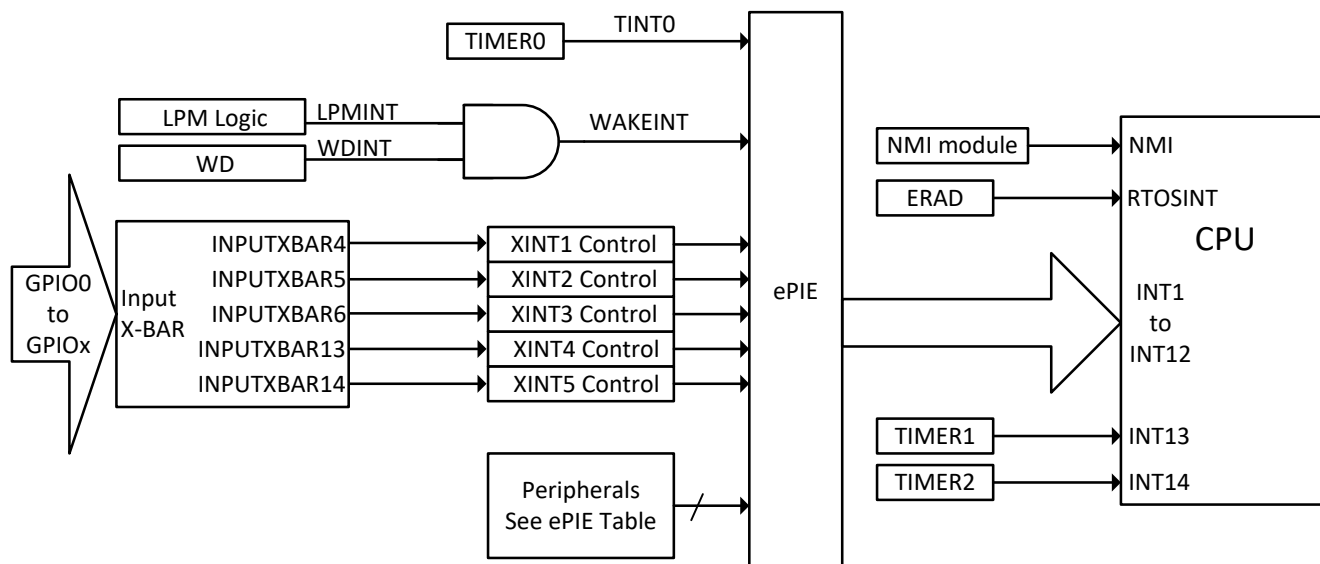 TIMER0
TINT0
LPM Logic
LPMINT
WD
WDINT
WAKEINT
GPIO0
to
GPIOx
Input
X-BAR
INPUTXBAR4
INPUTXBAR5
INPUTXBAR6
INPUTXBAR13
INPUTXBAR14
XINT1 Control
XINT2 Control
XINT3 Control
XINT4 Control
XINT5 Control
Peripherals
See ePIE Table
ePIE
NMI module
ERAD
TIMER1
TIMER2
NMI
RTOSINT
CPU
INT1
to
INT12
INT13
INT14